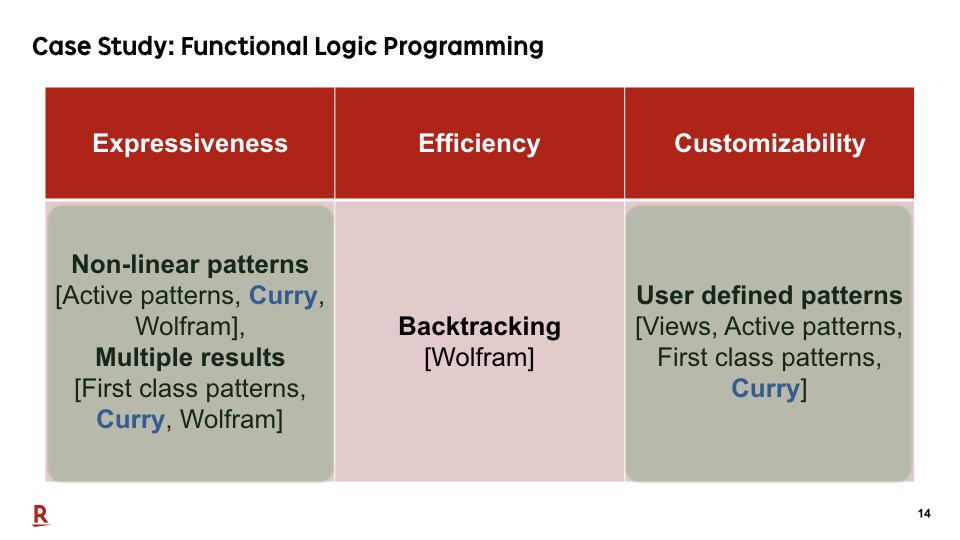 Case Study: Functional Logic Programming
Expressiveness
Efficiency
Customizability
Non-linear patterns
[Active patterns, Curry,
Wolfram],
Multiple results
[First class patterns,
Curry, Wolfram]
Backtracking
[Wolfram]
User defined patterns
[Views, Active patterns,
First class patterns,
Curry]
R
14